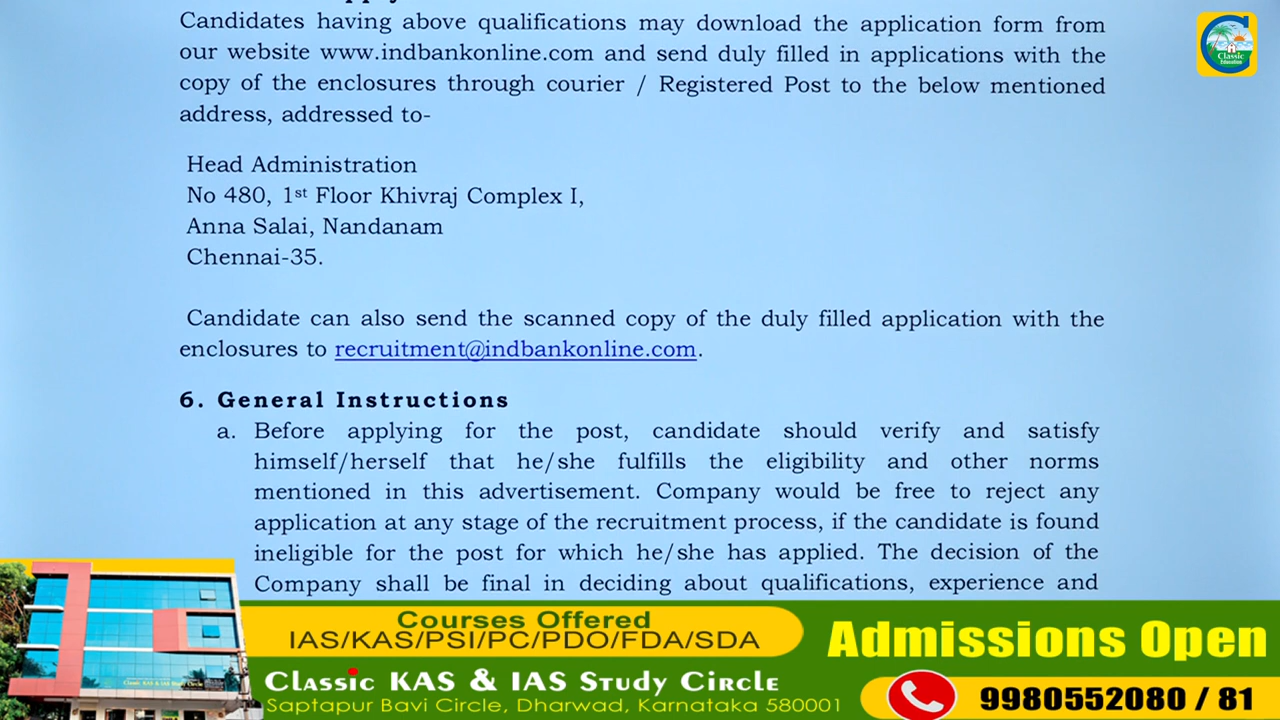 Candidates having above qualifications may download the application form from
our website www.indbankonline.com and send duly filled in applications with the
copy of the enclosures through courier / Registered Post to the below mentioned
address, addressed to-
Head Administration
No 480, 1st Floor Khivraj Complex I,
Anna Salai, Nandanam
Chennai-35.
Candidate can also send the scanned copy of the duly filled application with the
enclosures to recruitment@indbankonline.com.
6. General Instructions
a. Before applying for the post, candidate should verify and satisfy
himself/herself that he/she fulfills the eligibility and other norms
mentioned in this advertisement. Company would be free to reject any
application at any stage of the recruitment process, if the candidate is found
ineligible for the post for which he/she has applied. The decision of the
Company shall be final in deciding about qualifications, experience and
Classic
Education
Courses Offered
IAS/KAS/PSI/PC/PDO/FDA/SDA
Classic KAS & IAS Study Circle
Saptapur Bavi Circle, Dharwad, Karnataka 580001
Admissions Open
9980552080 / 81
Classic KAS & IAS Study Circle